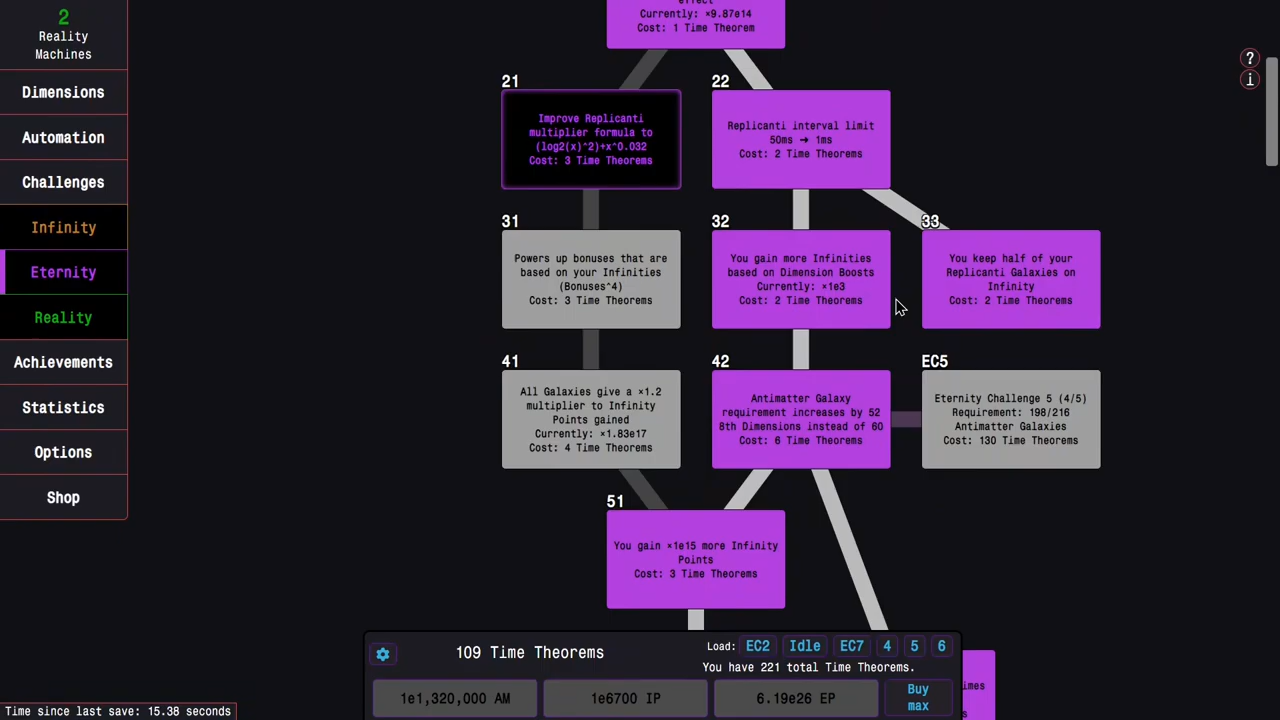 2
Reality
Machines
Dimensions
Automation
Challenges
Infinity
Eternity
Reality
Achievements
Statistics
Options
Shop
effect
Currently: ×9.87e14
Cost: 1 Time Theorem
?
i
21
Improve Replicanti
multiplier formula to
(log2(x)^2)+x^0.032
Cost: 3 Time Theorems
22
Replicanti interval limit
50ms → 1ms
Cost: 2 Time Theorems
31
Powers up bonuses that are
based on your Infinities
(Bonuses^4)
Cost: 3 Time Theorems
32
You gain more Infinities
based on Dimension Boosts
Currently: ×1e3
Cost: 2 Time Theorems
33
You keep half of your
Replicanti Galaxies on
Infinity
Cost: 2 Time Theorems
41
All Galaxies give a ×1.2
multiplier to Infinity
Points gained
Currently: ×1.83e17
Cost: 4 Time Theorems
42
Antimatter Galaxy
requirement increases by 52
8th Dimensions instead of 60
Cost: 6 Time Theorems
EC5
Eternity Challenge 5 (4/5)
Requirement: 198/216
Antimatter Galaxies
Cost: 130 Time Theorems
51
You gain ×1e15 more Infinity
Points
Cost: 3 Time Theorems
109 Time Theorems
Load: EC2 Idle EC7 4 5 6
You have 221 total Time Theorems.
1e1,320,000 AM
1e6700 IP
6.19e26 EP
Buy
max
imes
s
Time since last save: 15.38 seconds